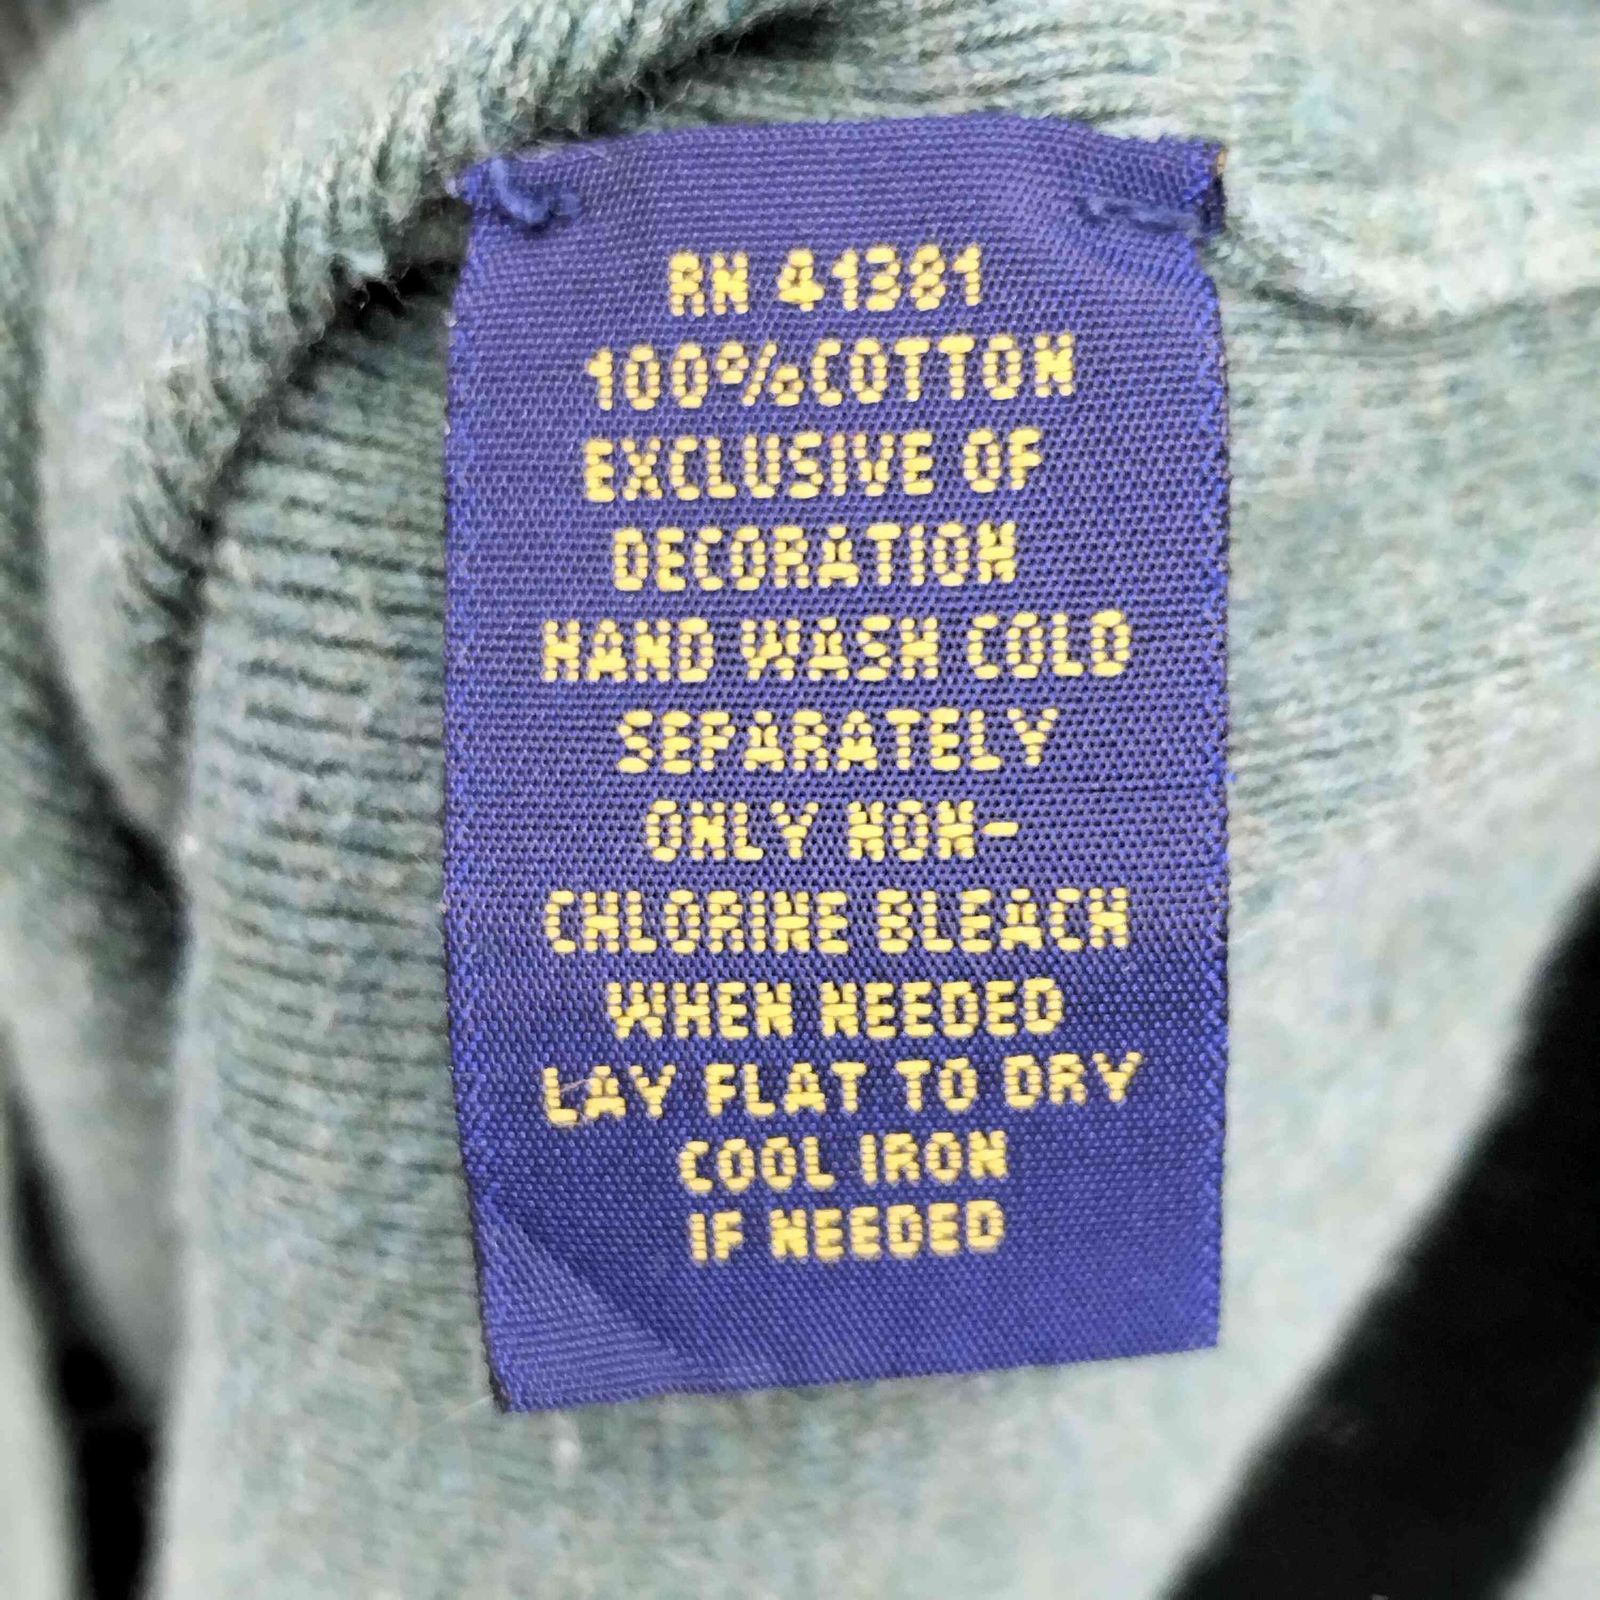 RN 41381
100%COTTON
EXCLUSIVE OF
DECORATION
HAND WASH COLD
SEPARATELY
ONLY NON-
CHLORINE BLEACH
WHEN NEEDED
LAY FLAT TO DRY
COOL IRON
IF NEEDED